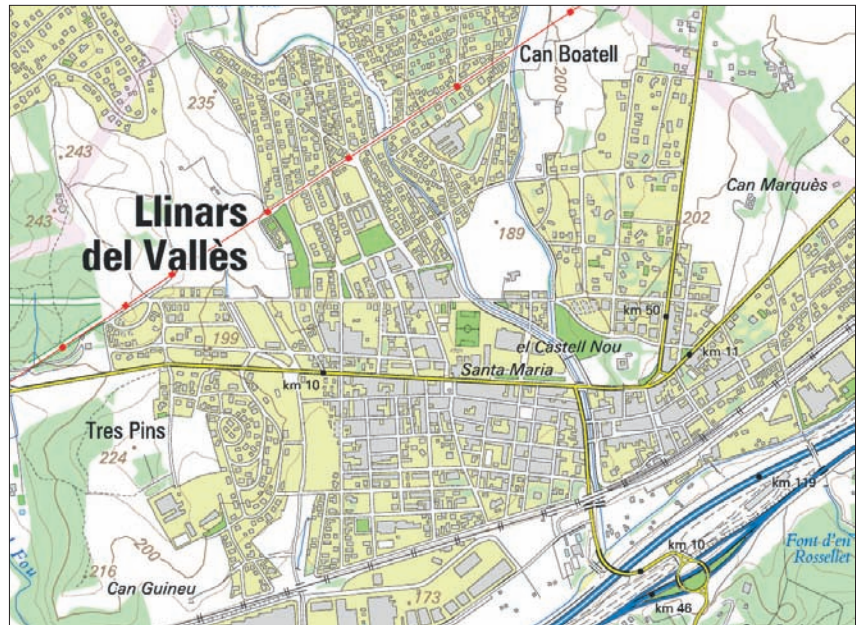 Can Boatell
200
235
243
Can Marquès
243
Llinars
del Vallès
202
189
km 50
199
el Castell Nou
km 11
Santa Maria
km 10
Tres Pins
224
km 119
km 10
Font d'en
Rossellet
200
Fou
216
Can Guineu
173
km 46